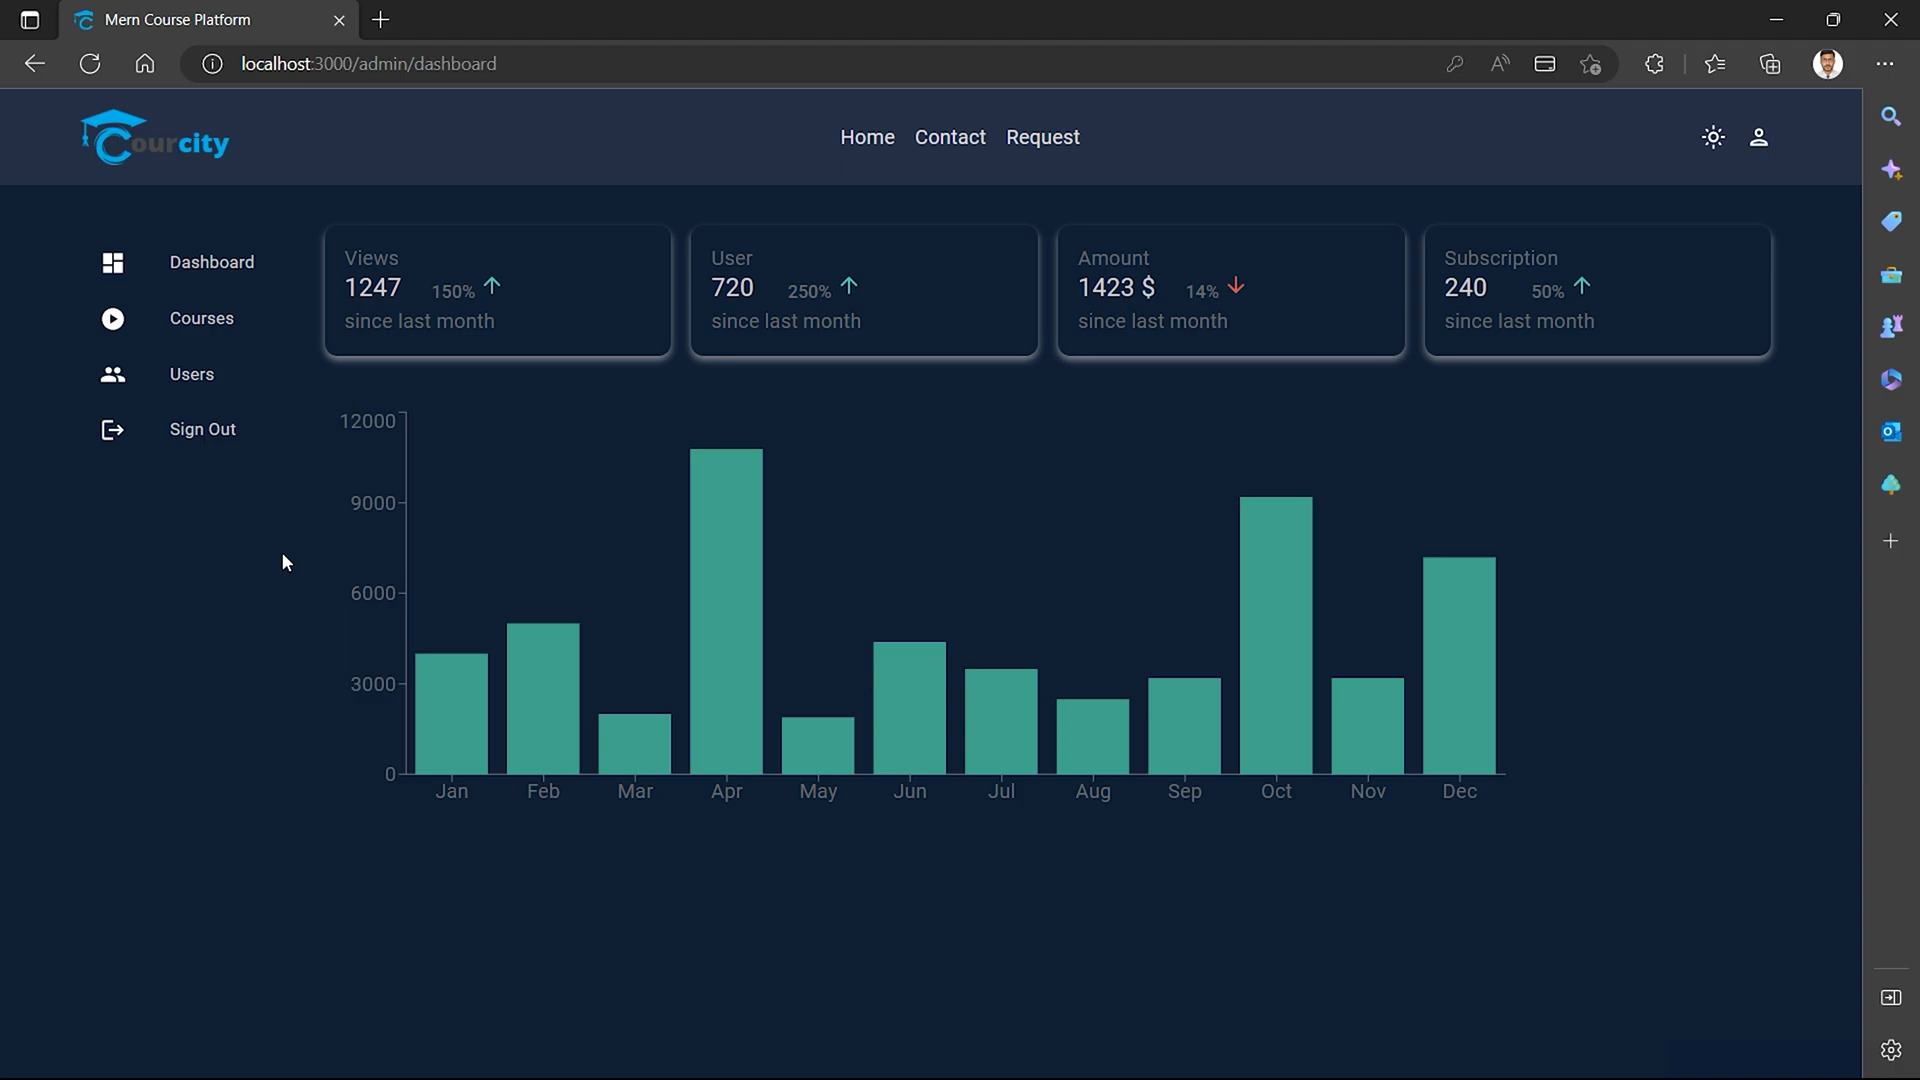 Mern Course Platform
localhost:3000/admin/dashboard
Courcity
Home Contact Request
Dashboard
Courses
Users
Sign Out
Views
1247 150%
since last month
User
720 250%
since last month
Amount
1423 $ 14%
since last month
Subscription
240 50%
since last month
12000
9000
6000
3000
0
Jan Feb Mar Apr May Jun Jul Aug Sep Oct Nov Dec